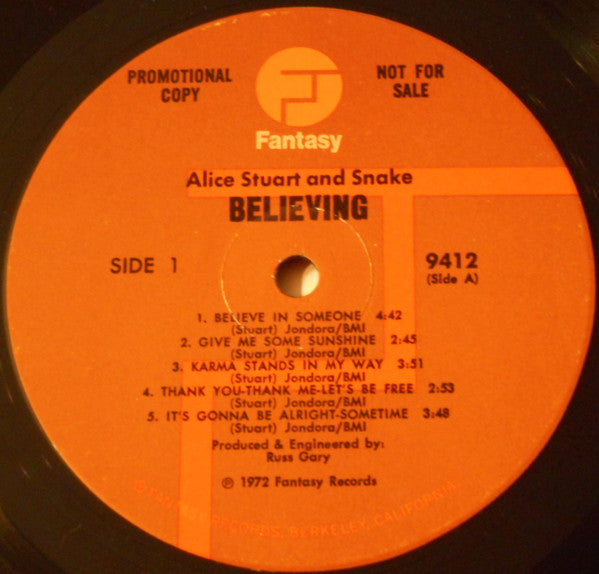 PROMOTIONAL
COPY
NOT FOR
SALE
Fantasy
Alice Stuart and Snake
BELIEVING
SIDE 1
9412
(Side A)
1. BELIEVE IN SOMEONE 4:42
(Stuart) Jondora/BMI
2. GIVE ME SOME SUNSHINE 2:45
(Stuart) Jondora/BMI
3. KARMA STANDS IN MY WAY 3:51
(Stuart) Jondora/BMI
4. THANK YOU-THANK ME-LET'S BE FREE 2:53
(Stuart) Jondora/BMI
5. IT'S GONNA BE ALRIGHT-SOMETIME 3:48
(Stuart) Jondora/BMI
Produced & Engineered by:
Russ Gary
℗ 1972 Fantasy Records
RECORDS, BERKELEY, CALIFORNIA